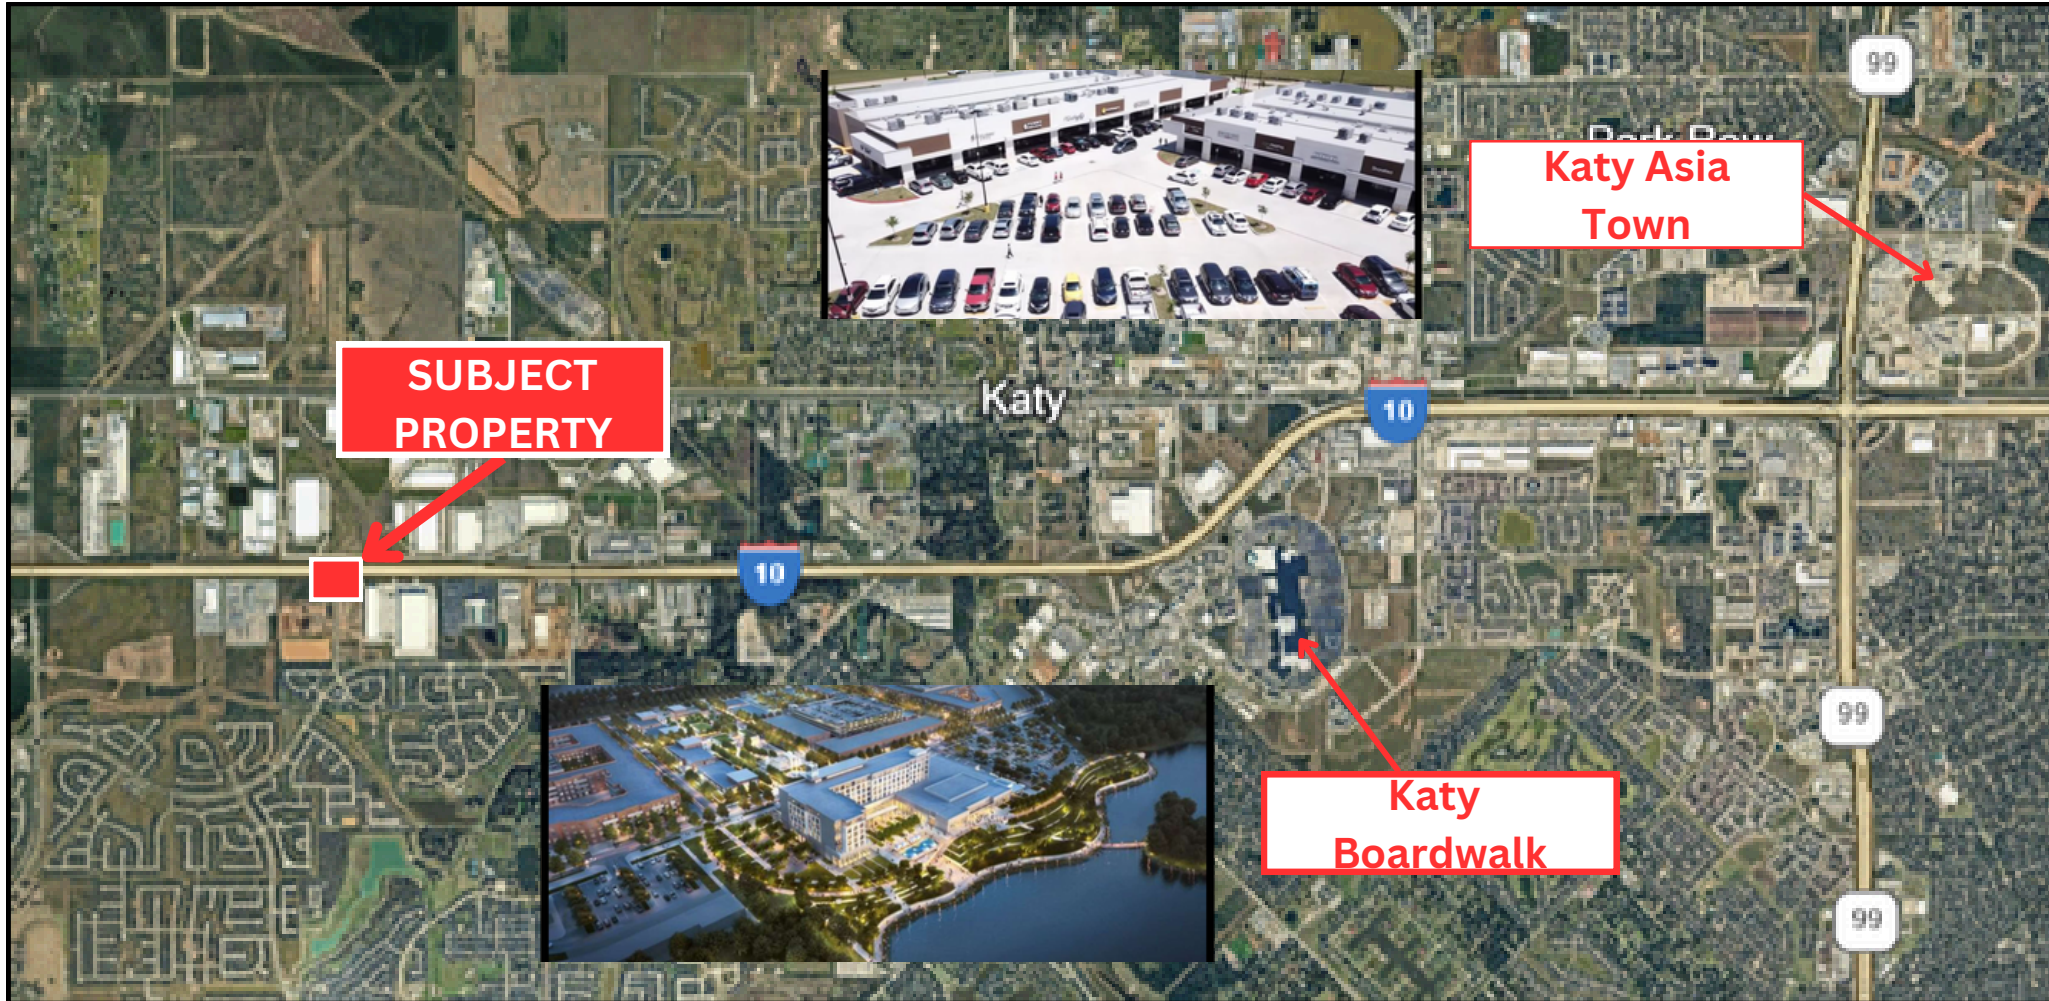 99
Katy Asia
Town
SUBJECT
PROPERTY
Katy
10
10
99
Katy
Boardwalk
99